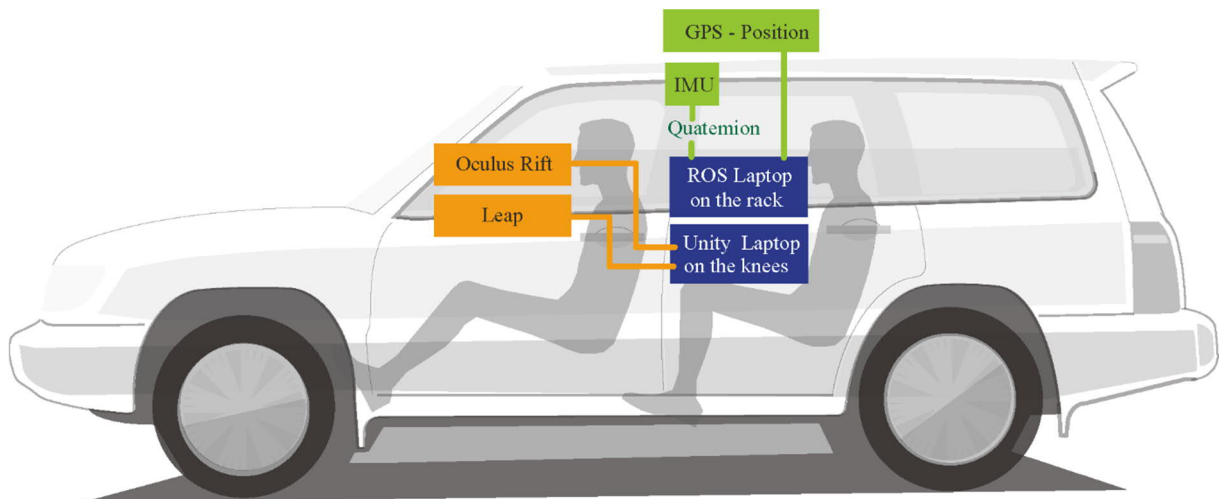 GPS - Position
IMU
Quatemion
Oculus Rift
ROS Laptop
on the rack
Leap
Unity Laptop
on the knees